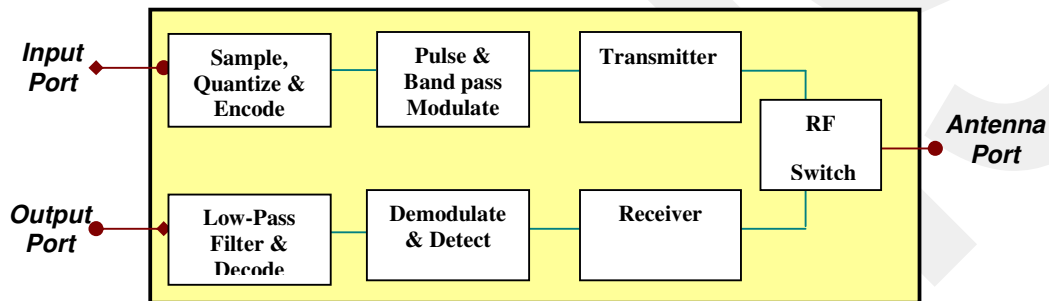 Input
Port
Sample,
Quantize &
Encode
Pulse &
Band pass
Modulate
Transmitter
RF
Switch
Antenna
Port
Output
Port
Low-Pass
Filter &
Decode
Demodulate
& Detect
Receiver